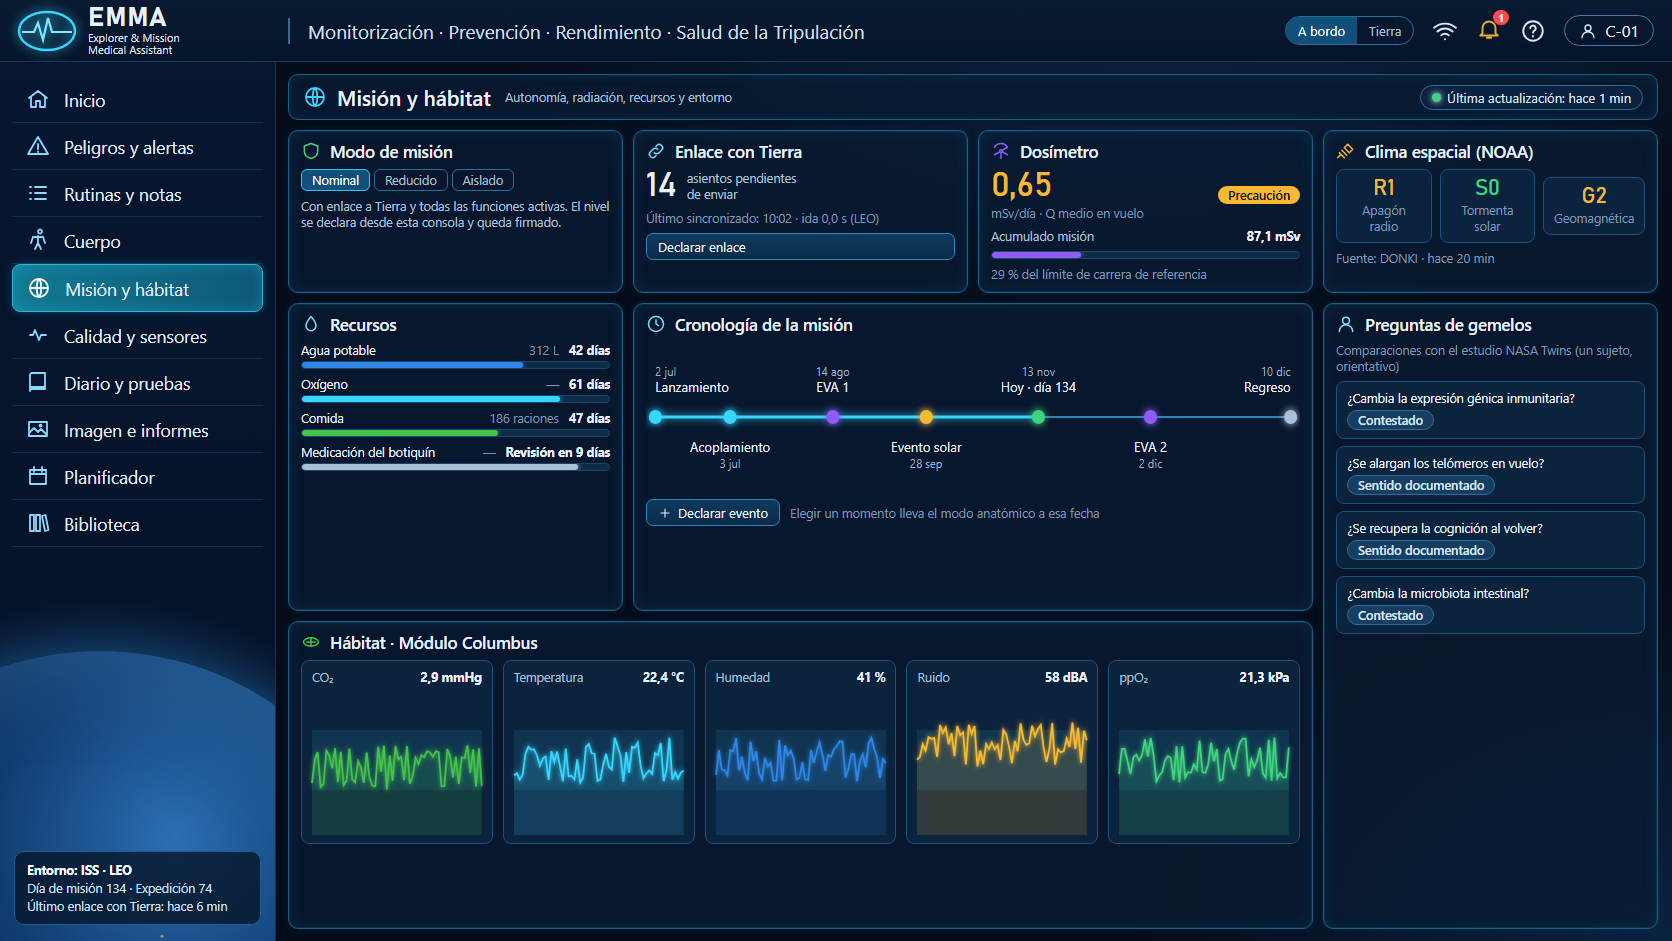 EMMA
Explorer & Mission
Medical Assistant
Monitorización · Prevención · Rendimiento · Salud de la Tripulación
A bordo
Tierra
1
C-01
Inicio
Peligros y alertas
Rutinas y notas
Cuerpo
Misión y hábitat
Calidad y sensores
Diario y pruebas
Imagen e informes
Planificador
Biblioteca
Entorno: ISS · LEO
Día de misión 134 · Expedición 74
Último enlace con Tierra: hace 6 min
Misión y hábitat
Autonomía, radiación, recursos y entorno
Última actualización: hace 1 min
Modo de misión
Nominal
Reducido
Aislado
Con enlace a Tierra y todas las funciones activas. El nivel
se declara desde esta consola y queda firmado.
Enlace con Tierra
14
asientos pendientes
de enviar
Último sincronizado: 10:02 · ida 0,0 s (LEO)
Declarar enlace
Dosímetro
0,65
Precaución
mSv/día · Q medio en vuelo
Acumulado misión
87,1 mSv
29 % del límite de carrera de referencia
Clima espacial (NOAA)
R1
Apagón
radio
S0
Tormenta
solar
G2
Geomagnética
Fuente: DONKI · hace 20 min
Recursos
Agua potable
312 L
42 días
Oxígeno
—
61 días
Comida
186 raciones
47 días
Medicación del botiquín
—
Revisión en 9 días
Cronología de la misión
2 jul
Lanzamiento
14 ago
EVA 1
13 nov
Hoy · día 134
10 dic
Regreso
Acoplamiento
3 jul
Evento solar
28 sep
EVA 2
2 dic
+ Declarar evento
Elegir un momento lleva el modo anatómico a esa fecha
Preguntas de gemelos
Comparaciones con el estudio NASA Twins (un sujeto,
orientativo)
¿Cambia la expresión génica inmunitaria?
Contestado
¿Se alargan los telómeros en vuelo?
Sentido documentado
¿Se recupera la cognición al volver?
Sentido documentado
¿Cambia la microbiota intestinal?
Contestado
Hábitat · Módulo Columbus
CO₂
2,9 mmHg
Temperatura
22,4 °C
Humedad
41 %
Ruido
58 dBA
ppO₂
21,3 kPa